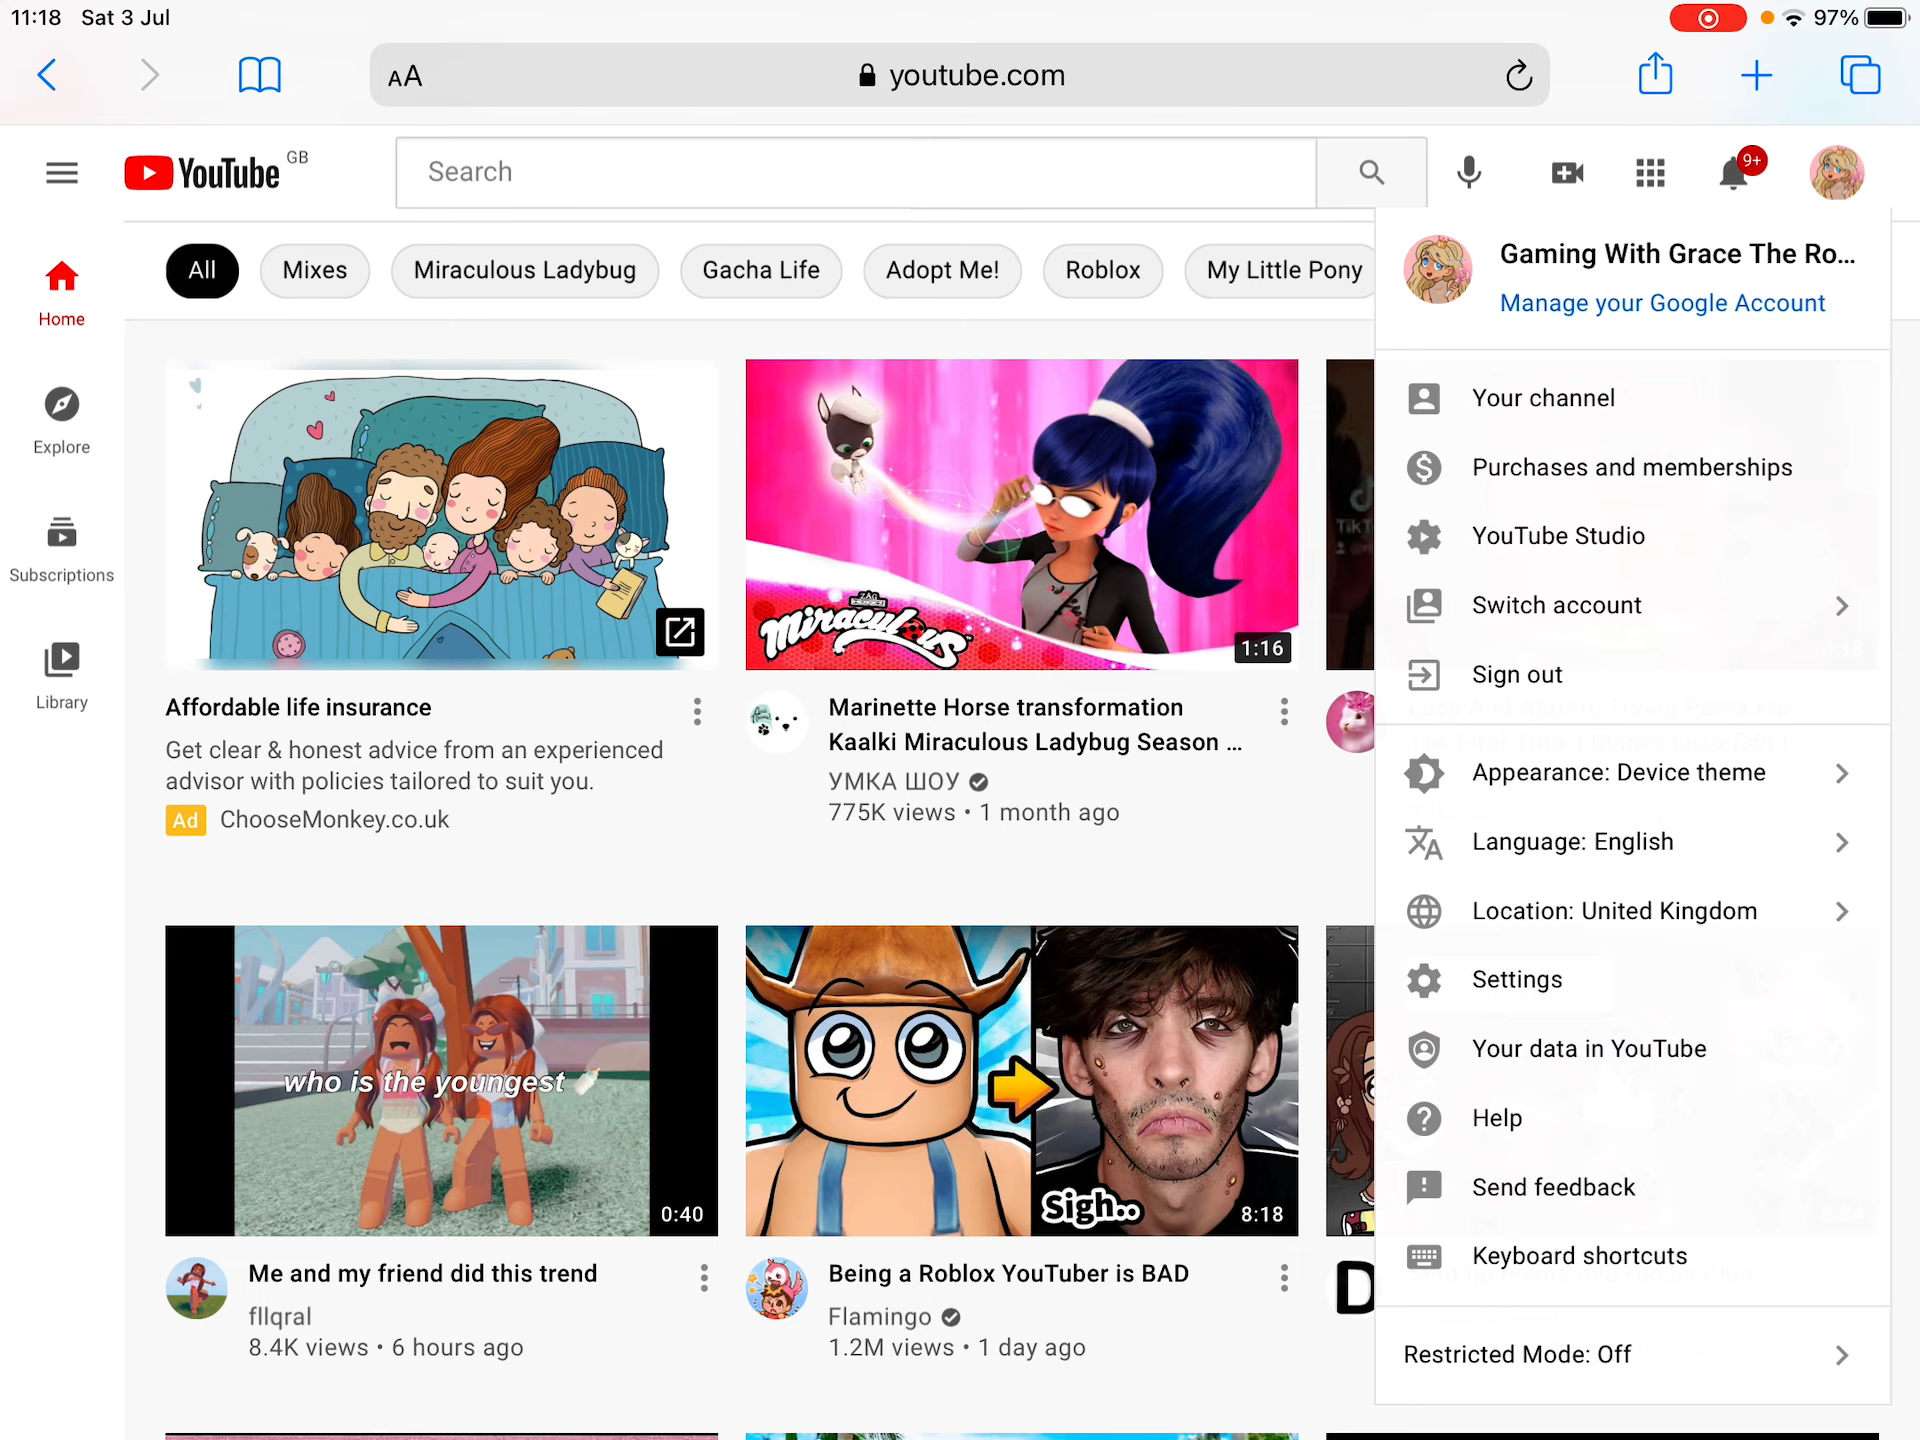 11:18 Sat 3 Jul
97%
AA
youtube.com
YouTube GB
Search
9+
All
Mixes
Miraculous Ladybug
Gacha Life
Adopt Me!
Roblox
My Little Pony
Home
Explore
Subscriptions
Library
Affordable life insurance
Get clear & honest advice from an experienced
advisor with policies tailored to suit you.
Ad ChooseMonkey.co.uk
ZAG
HEROEZ
Miraculous
1:16
Marinette Horse transformation
Kaalki Miraculous Ladybug Season ...
УМКА ШОУ
775K views • 1 month ago
who is the youngest
0:40
Me and my friend did this trend
fllqral
8.4K views • 6 hours ago
Sigh..
8:18
Being a Roblox YouTuber is BAD
Flamingo
1.2M views • 1 day ago
D
Gaming With Grace The Ro...
Manage your Google Account
Your channel
Purchases and memberships
YouTube Studio
Switch account
Sign out
Appearance: Device theme
Language: English
Location: United Kingdom
Settings
Your data in YouTube
Help
Send feedback
Keyboard shortcuts
Restricted Mode: Off